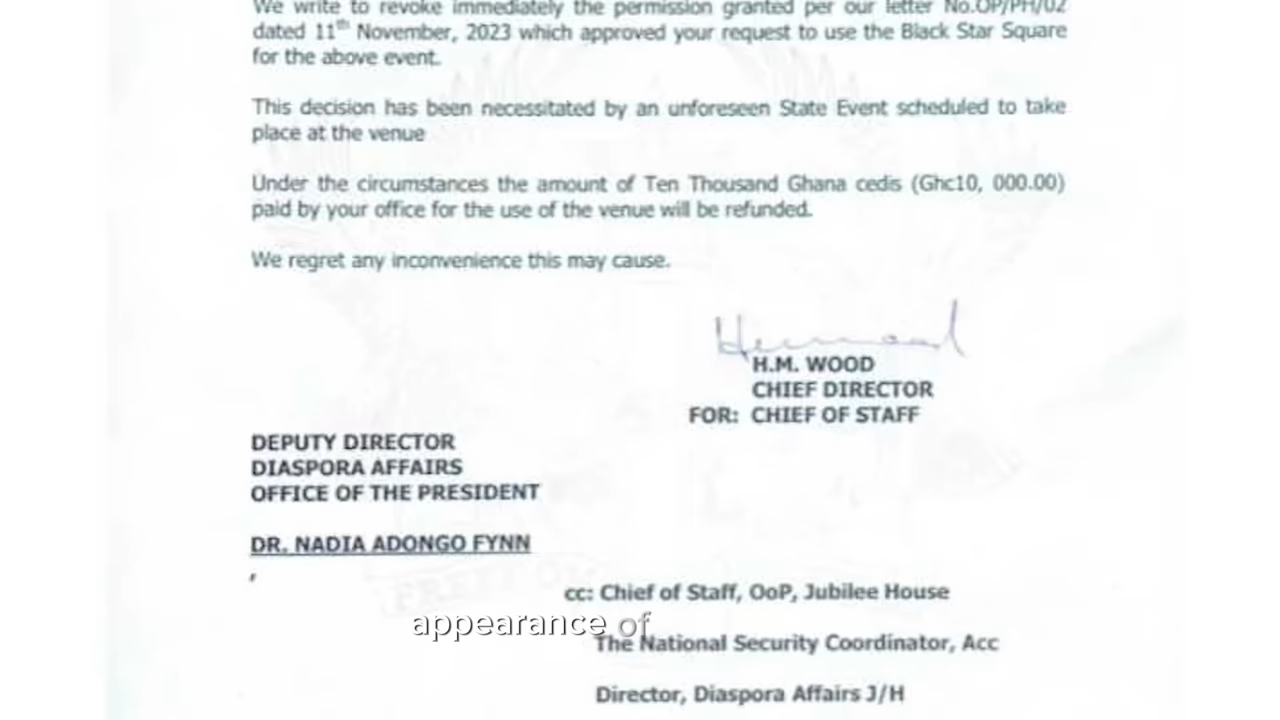 We write to revoke immediately the permission granted per our letter No.OP/PH/02
dated 11th November, 2023 which approved your request to use the Black Star Square
for the above event.
This decision has been necessitated by an unforeseen State Event scheduled to take
place at the venue
Under the circumstances the amount of Ten Thousand Ghana cedis (Ghc10, 000.00)
paid by your office for the use of the venue will be refunded.
We regret any inconvenience this may cause.
H.M. WOOD
CHIEF DIRECTOR
FOR: CHIEF OF STAFF
DEPUTY DIRECTOR
DIASPORA AFFAIRS
OFFICE OF THE PRESIDENT
DR. NADIA ADONGO FYNN
,
cc: Chief of Staff, OoP, Jubilee House
appearance of
The National Security Coordinator, Acc
Director, Diaspora Affairs J/H